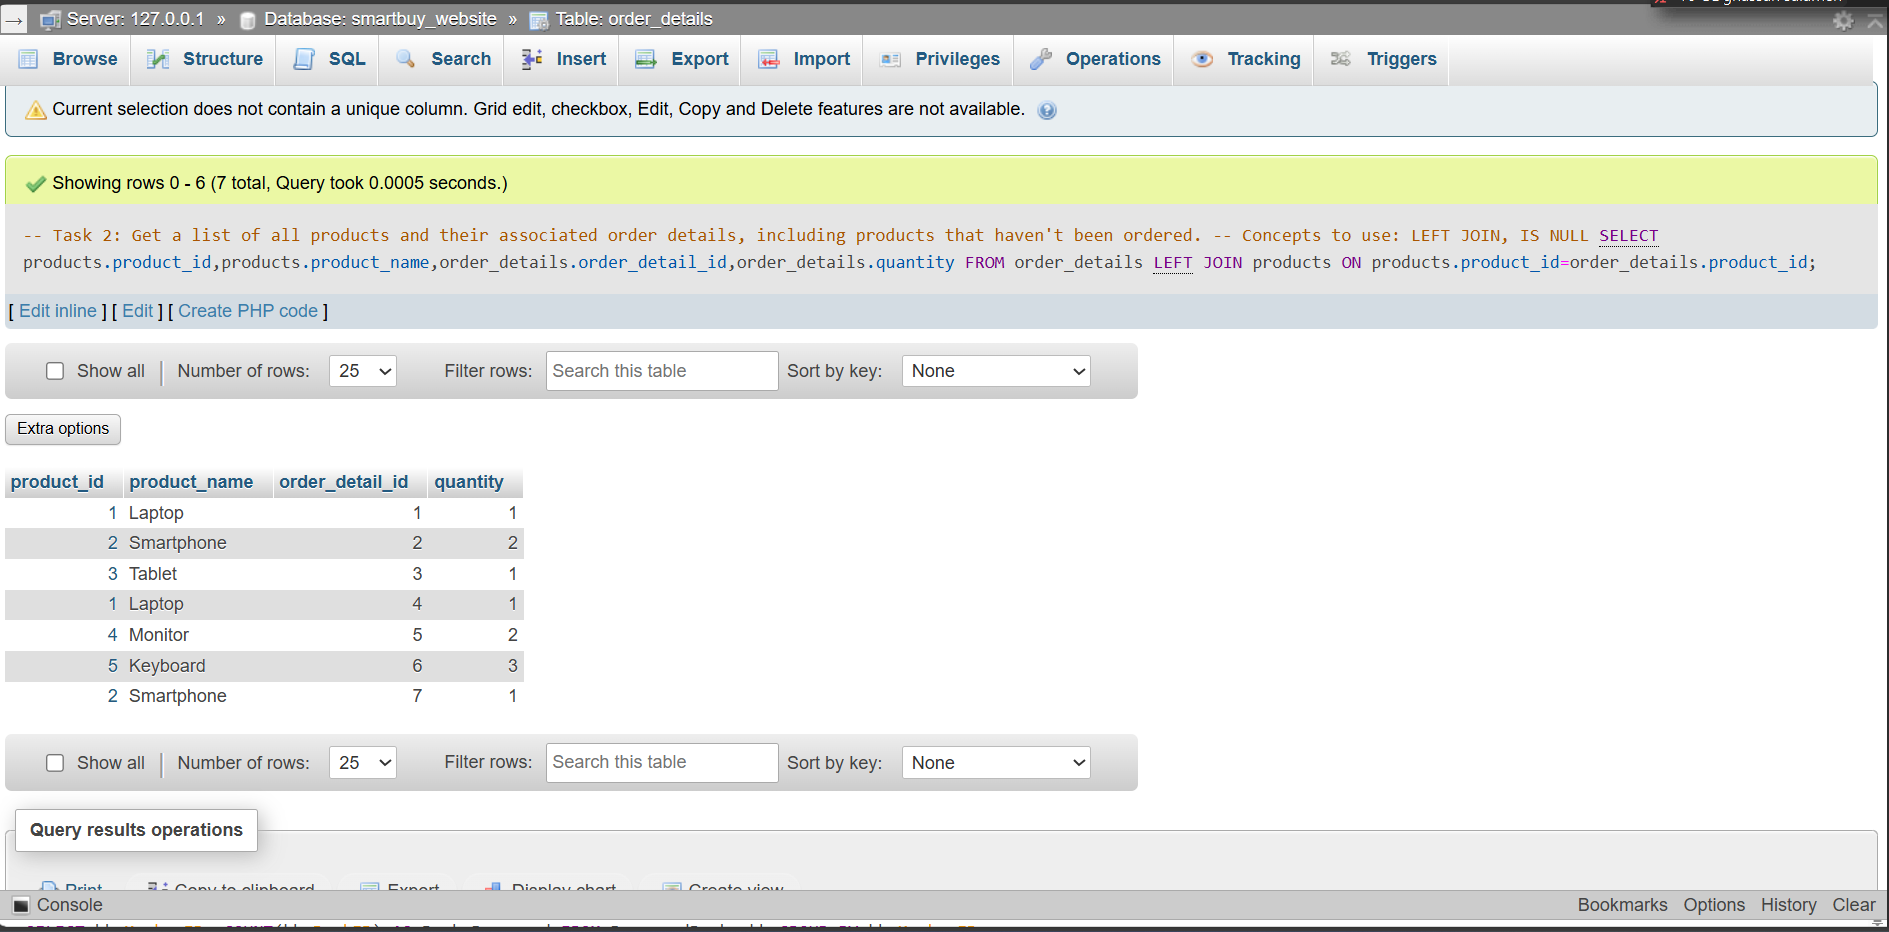 Server: 127.0.0.1 » Database: smartbuy_website » Table: order_details
Browse Structure SQL Search Insert Export Import Privileges Operations Tracking Triggers
Current selection does not contain a unique column. Grid edit, checkbox, Edit, Copy and Delete features are not available.
Showing rows 0 - 6 (7 total, Query took 0.0005 seconds.)
-- Task 2: Get a list of all products and their associated order details, including products that haven't been ordered. -- Concepts to use: LEFT JOIN, IS NULL SELECT
products.product_id,products.product_name,order_details.order_detail_id,order_details.quantity FROM order_details LEFT JOIN products ON products.product_id=order_details.product_id;
[ Edit inline ] [ Edit ] [ Create PHP code ]
Show all Number of rows: 25 Filter rows: Search this table Sort by key: None
Extra options
product_id product_name order_detail_id quantity
1 Laptop 1 1
2 Smartphone 2 2
3 Tablet 3 1
1 Laptop 4 1
4 Monitor 5 2
5 Keyboard 6 3
2 Smartphone 7 1
Show all Number of rows: 25 Filter rows: Search this table Sort by key: None
Query results operations
Print Copy to clipboard Export Display chart Create view
Console Bookmarks Options History Clear